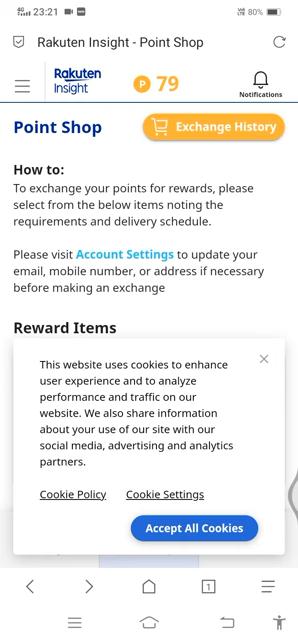 23:21
80%
Rakuten Insight - Point Shop
Rakuten
Insight
P 79
Notifications
Point Shop
Exchange History
How to:
To exchange your points for rewards, please
select from the below items noting the
requirements and delivery schedule.
Please visit Account Settings to update your
email, mobile number, or address if necessary
before making an exchange
Reward Items
This website uses cookies to enhance
user experience and to analyze
performance and traffic on our
website. We also share information
about your use of our site with our
social media, advertising and analytics
partners.
Cookie Policy Cookie Settings
Accept All Cookies
1